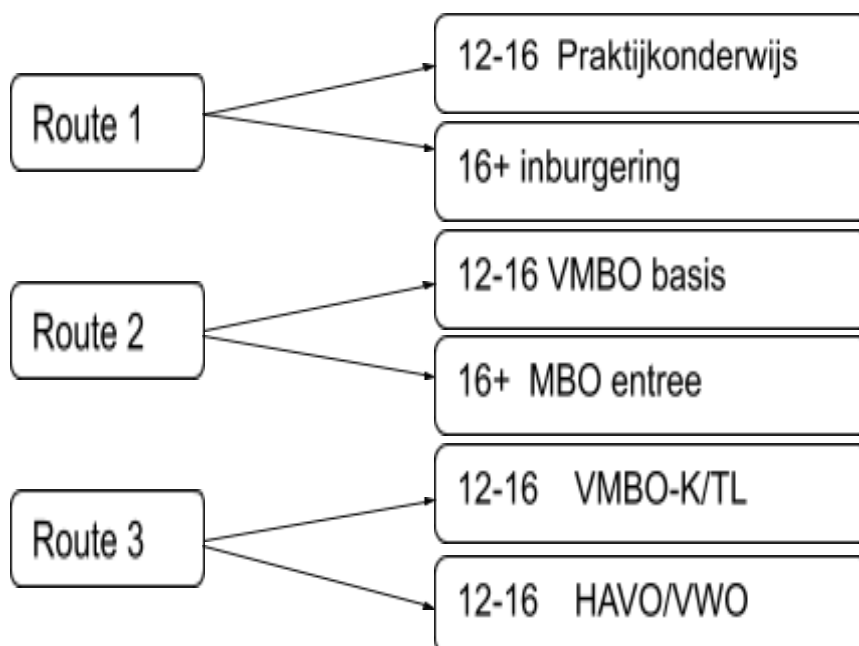 Route 1
12-16 Praktijkonderwijs
16+ inburgering
Route 2
12-16 VMBO basis
16+ MBO entree
Route 3
12-16 VMBO-K/TL
12-16 HAVO/VWO